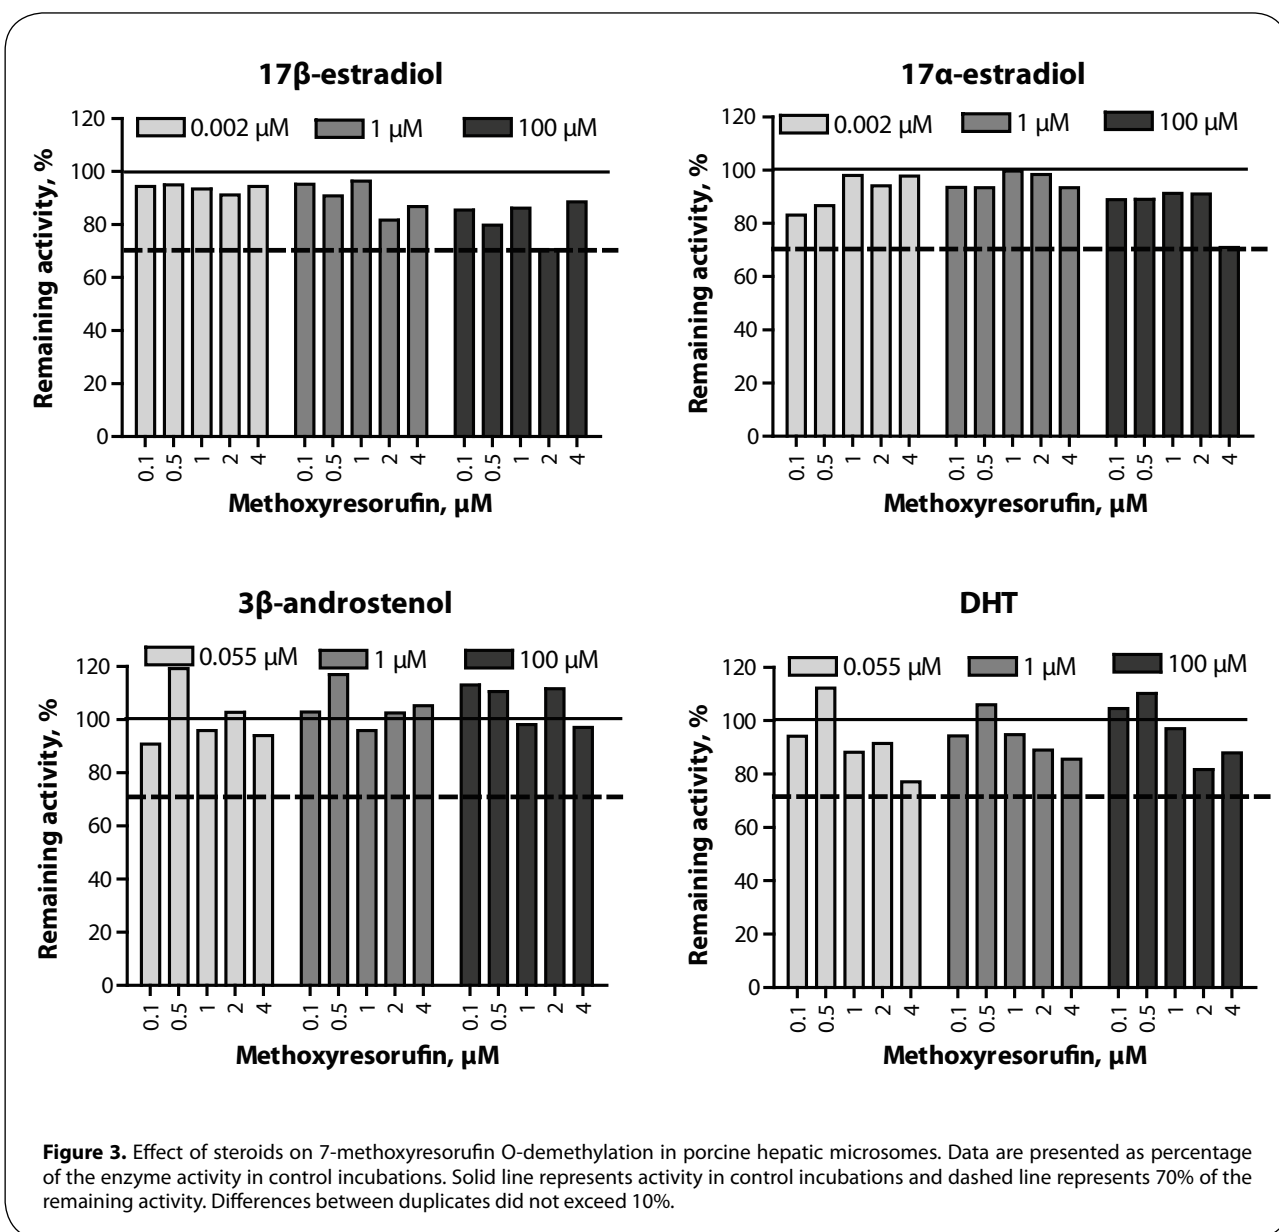 17β-estradiol
0.002 µM 1 µM 100 µM
120
100
80
60
40
20
0
Remaining activity, %
0.1 0.5 1 2 4 0.1 0.5 1 2 4 0.1 0.5 1 2 4
Methoxyresorufin, µM
17α-estradiol
0.002 µM 1 µM 100 µM
120
100
80
60
40
20
0
Remaining activity, %
0.1 0.5 1 2 4 0.1 0.5 1 2 4 0.1 0.5 1 2 4
Methoxyresorufin, µM
3β-androstenol
0.055 µM 1 µM 100 µM
120
100
80
60
40
20
0
Remaining activity, %
0.1 0.5 1 2 4 0.1 0.5 1 2 4 0.1 0.5 1 2 4
Methoxyresorufin, µM
DHT
0.055 µM 1 µM 100 µM
120
100
80
60
40
20
0
Remaining activity, %
0.1 0.5 1 2 4 0.1 0.5 1 2 4 0.1 0.5 1 2 4
Methoxyresorufin, µM
Figure 3. Effect of steroids on 7-methoxyresorufin O-demethylation in porcine hepatic microsomes. Data are presented as percentage
of the enzyme activity in control incubations. Solid line represents activity in control incubations and dashed line represents 70% of the
remaining activity. Differences between duplicates did not exceed 10%.